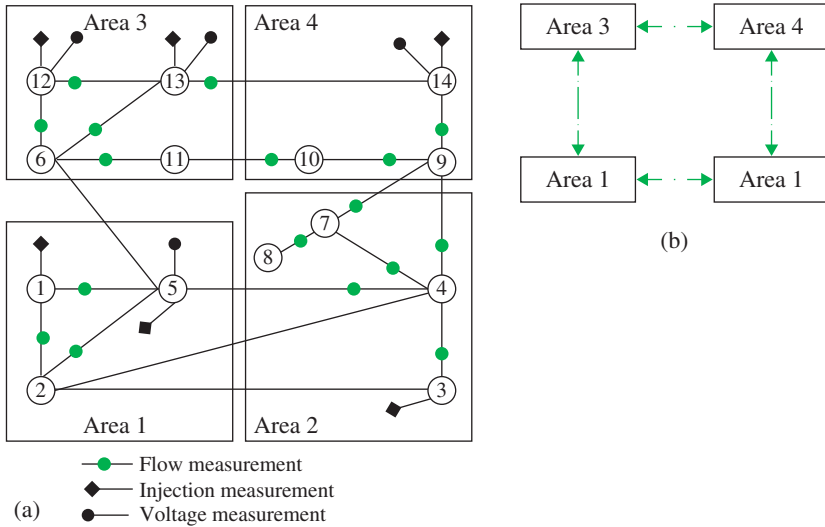 Area 3
Area 4
12
13
14
6
11
10
9
7
8
1
5
4
2
3
Area 1
Area 2
Flow measurement
Injection measurement
Voltage measurement
(a)
Area 3
Area 4
Area 1
Area 1
(b)